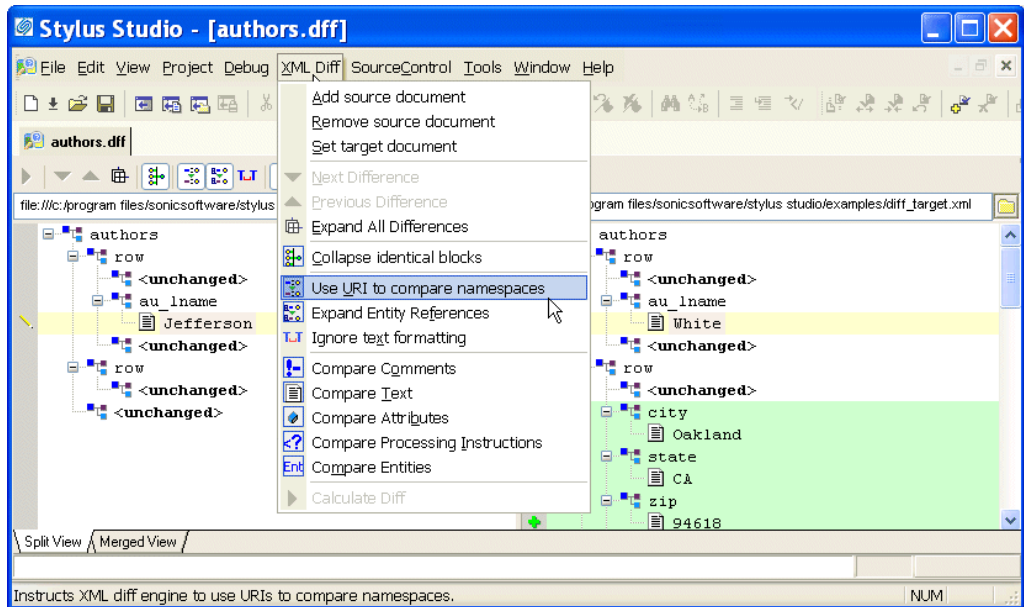 Stylus Studio - [authors.dff]
File Edit View Project Debug XML Diff SourceControl Tools Window Help
authors.dff
Add source document
Remove source document
Set target document
Next Difference
Previous Difference
Expand All Differences
Collapse identical blocks
Use URI to compare namespaces
Expand Entity References
Ignore text formatting
Compare Comments
Compare Text
Compare Attributes
Compare Processing Instructions
Ent Compare Entities
Calculate Diff
file:///c:/program files/sonicsoftware/stylus
authors
row
<unchanged>
au_lname
Jefferson
<unchanged>
row
<unchanged>
<unchanged>
files/sonicsoftware/stylus studio/examples/diff_target.xml
authors
row
<unchanged>
au_lname
White
<unchanged>
row
<unchanged>
city
Oakland
state
CA
zip
94618
Split View Merged View
Instructs XML diff engine to use URIs to compare namespaces.
NUM